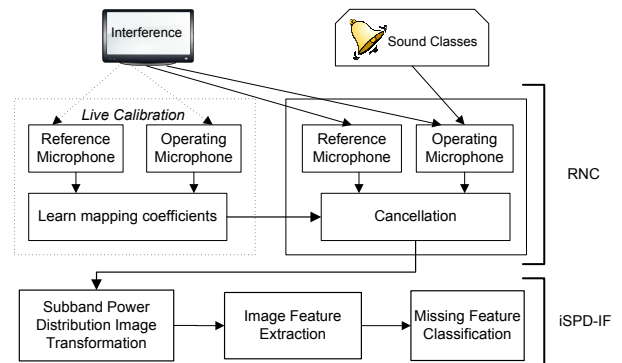 Interference
Sound Classes
Live Calibration
Reference
Microphone
Operating
Microphone
Reference
Microphone
Operating
Microphone
RNC
Learn mapping coefficients
Cancellation
Subband Power
Distribution Image
Transformation
Image Feature
Extraction
Missing Feature
Classification
iSPD-IF